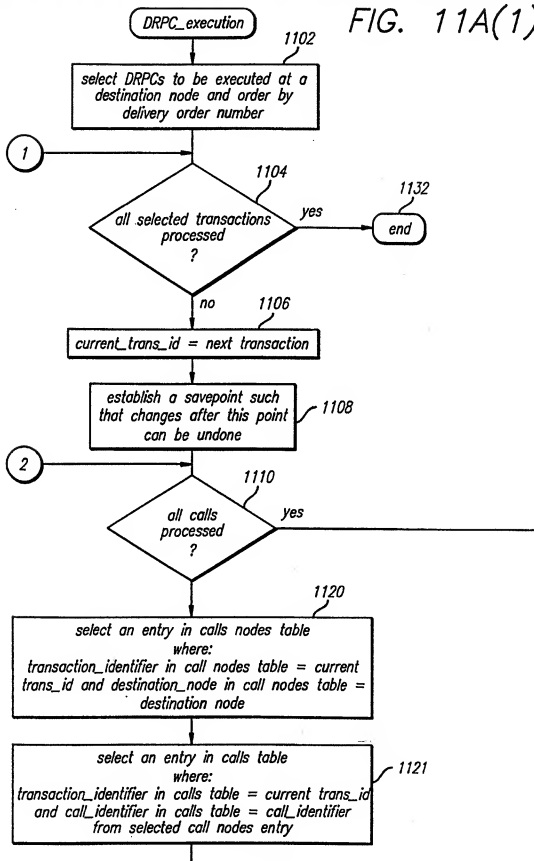 DRPC_execution
FIG. 11A(1)
1102
select DRPCs to be executed at a
destination node and order by
delivery order number
1
1104
all selected transactions
processed
?
yes
1132
end
no
1106
current_trans_id = next transaction
establish a savepoint such
that changes after this point
can be undone
1108
2
1110
all calls
processed
?
yes
1120
select an entry in calls nodes table
where:
transaction_identifier in call nodes table = current
trans_id and destination_node in call nodes table =
destination node
select an entry in calls table
where:
transaction_identifier in calls table = current trans_id
and call_identifier in calls table = call_identifier
from selected call nodes entry
1121